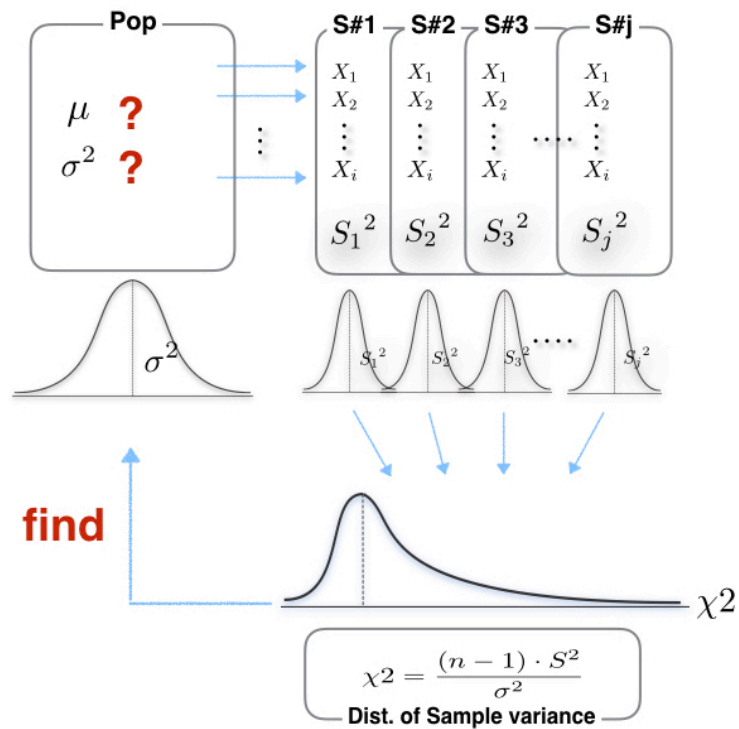 Pop
μ ?
σ² ?
⋮
S#1 S#2 S#3 S#j
X₁ X₁ X₁ X₁
X₂ X₂ X₂ X₂
⋮ ⋮ ⋮ ···· ⋮
Xᵢ Xᵢ Xᵢ Xᵢ
S₁² S₂² S₃² Sⱼ²
σ²
S₁² S₂² S₃² ···· Sⱼ²
find
χ2
χ2 = (n − 1) · S² / σ²
Dist. of Sample variance